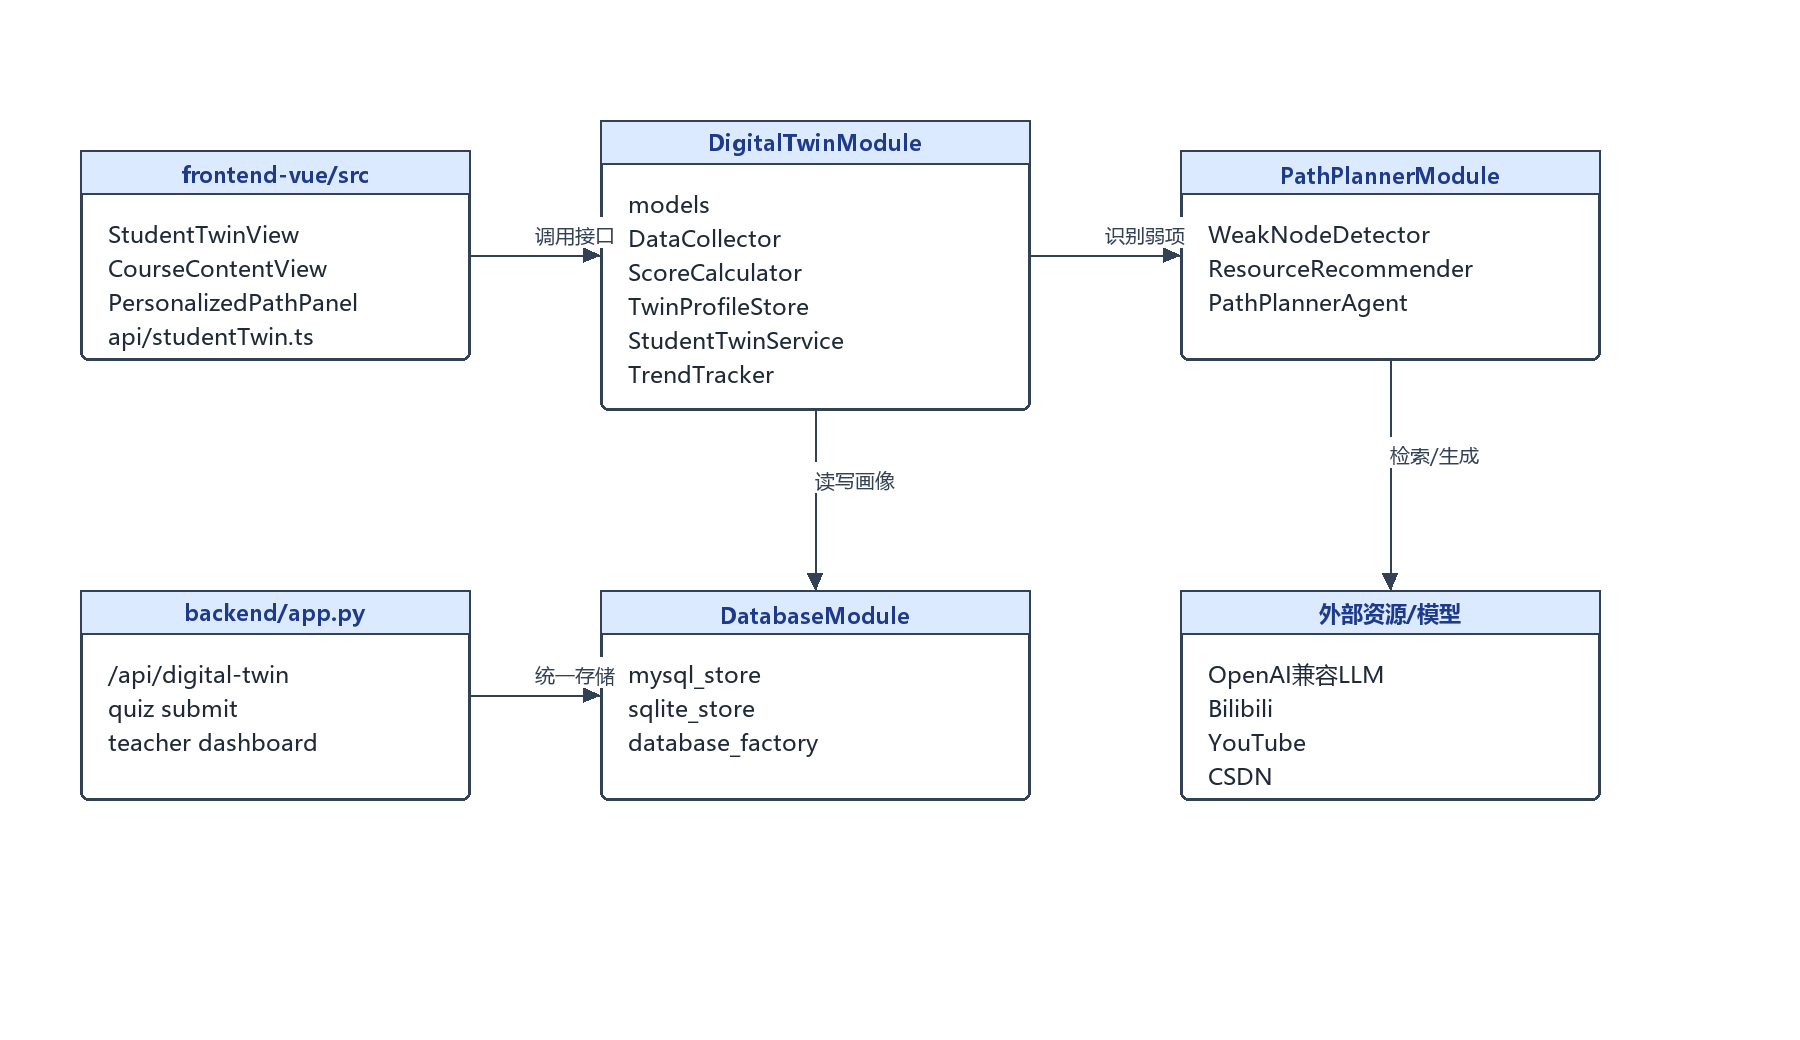 frontend-vue/src
StudentTwinView
CourseContentView
PersonalizedPathPanel
api/studentTwin.ts
调用接口
DigitalTwinModule
models
DataCollector
ScoreCalculator
TwinProfileStore
StudentTwinService
TrendTracker
识别弱项
PathPlannerModule
WeakNodeDetector
ResourceRecommender
PathPlannerAgent
读写画像
检索/生成
backend/app.py
/api/digital-twin
quiz submit
teacher dashboard
统一存储
DatabaseModule
mysql_store
sqlite_store
database_factory
外部资源/模型
OpenAI兼容LLM
Bilibili
YouTube
CSDN